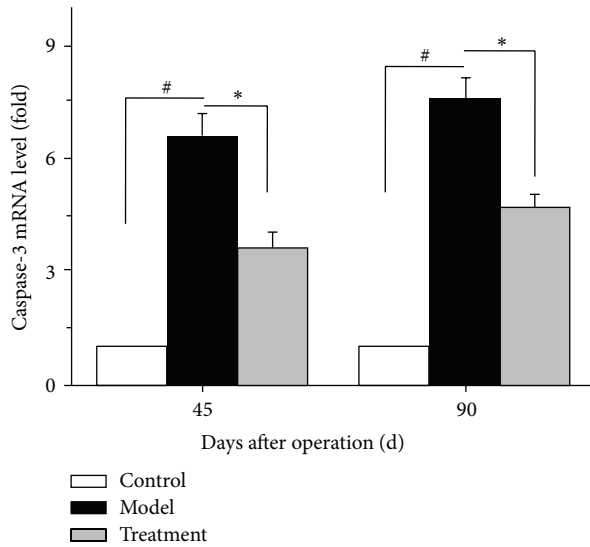 Caspase-3 mRNA level (fold)
9
6
3
0
# *
# *
45 90
Days after operation (d)
Control
Model
Treatment